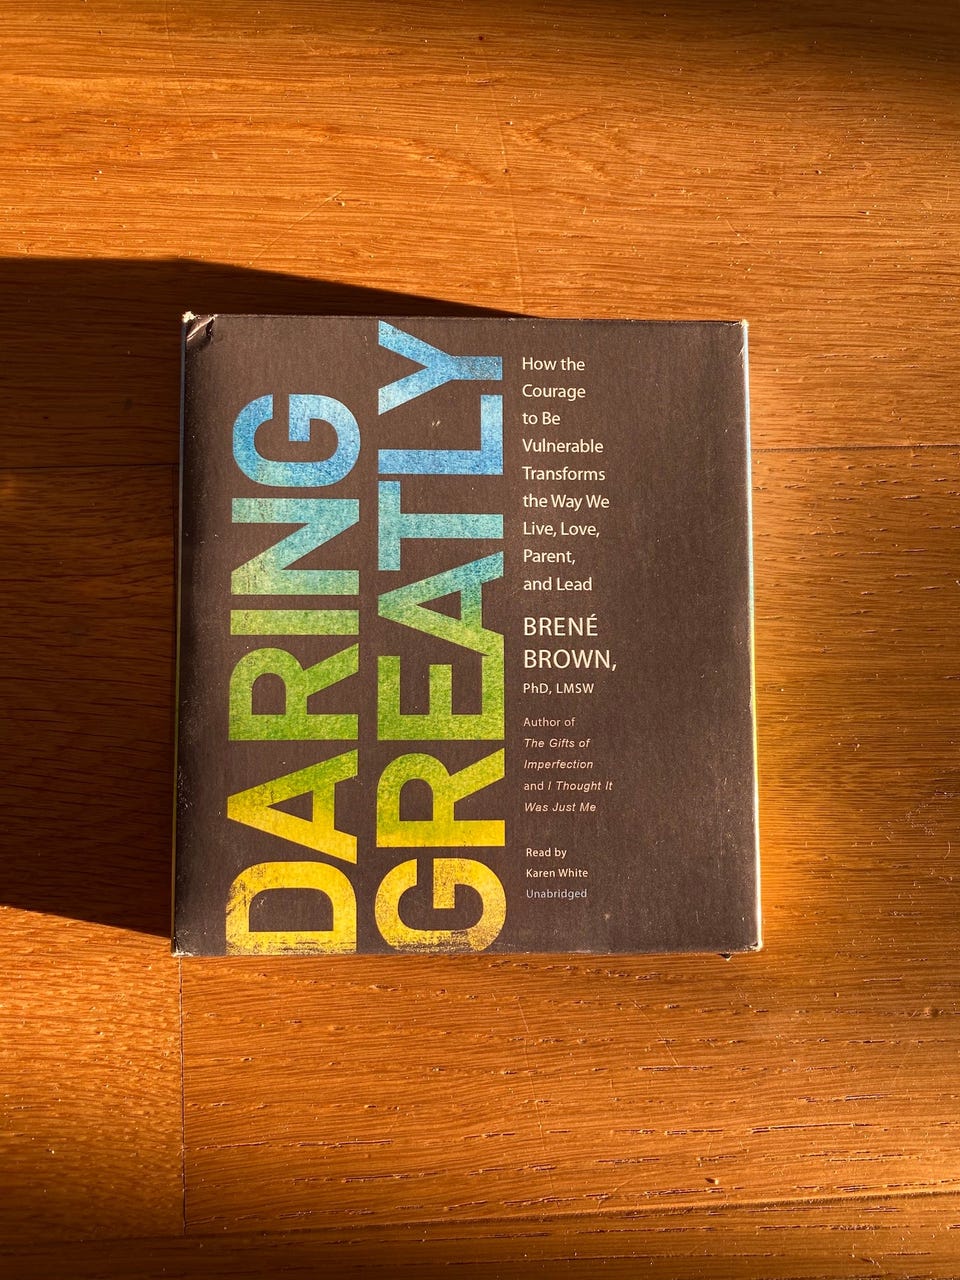 DARING
GREATLY
How the
Courage
to Be
Vulnerable
Transforms
the Way We
Live, Love,
Parent,
and Lead
BRENÉ
BROWN,
PhD, LMSW
Author of
The Gifts of
Imperfection
and I Thought It
Was Just Me
Read by
Karen White
Unabridged